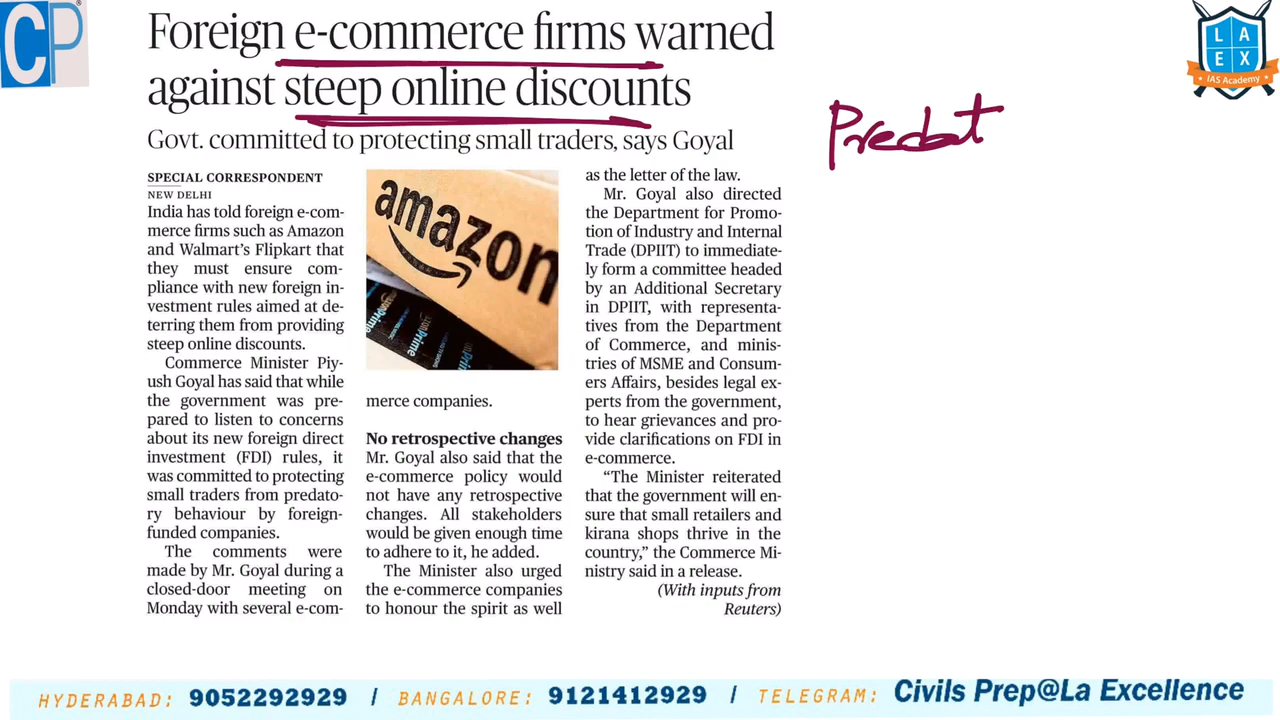 CP
Foreign e-commerce firms warned
against steep online discounts
Govt. committed to protecting small traders, says Goyal
SPECIAL CORRESPONDENT
NEW DELHI
India has told foreign e-com-
merce firms such as Amazon
and Walmart's Flipkart that
they must ensure com-
pliance with new foreign in-
vestment rules aimed at de-
terring them from providing
steep online discounts.
Commerce Minister Piy-
ush Goyal has said that while
the government was pre-
pared to listen to concerns
about its new foreign direct
investment (FDI) rules, it
was committed to protecting
small traders from predato-
ry behaviour by foreign-
funded companies.
The comments were
made by Mr. Goyal during a
closed-door meeting on
Monday with several e-com-
amazon
merce companies.
No retrospective changes
Mr. Goyal also said that the
e-commerce policy would
not have any retrospective
changes. All stakeholders
would be given enough time
to adhere to it, he added.
The Minister also urged
the e-commerce companies
to honour the spirit as well
as the letter of the law.
Mr. Goyal also directed
the Department for Promo-
tion of Industry and Internal
Trade (DPIIT) to immediate-
ly form a committee headed
by an Additional Secretary
in DPIIT, with representa-
tives from the Department
of Commerce, and minis-
tries of MSME and Consum-
ers Affairs, besides legal ex-
perts from the government,
to hear grievances and pro-
vide clarifications on FDI in
e-commerce.
“The Minister reiterated
that the government will en-
sure that small retailers and
kirana shops thrive in the
country,” the Commerce Mi-
nistry said in a release.
(With inputs from
Reuters)
Predat
L A
E X
IAS Academy
HYDERABAD: 9052292929 / BANGALORE: 9121412929 / TELEGRAM: Civils Prep@La Excellence